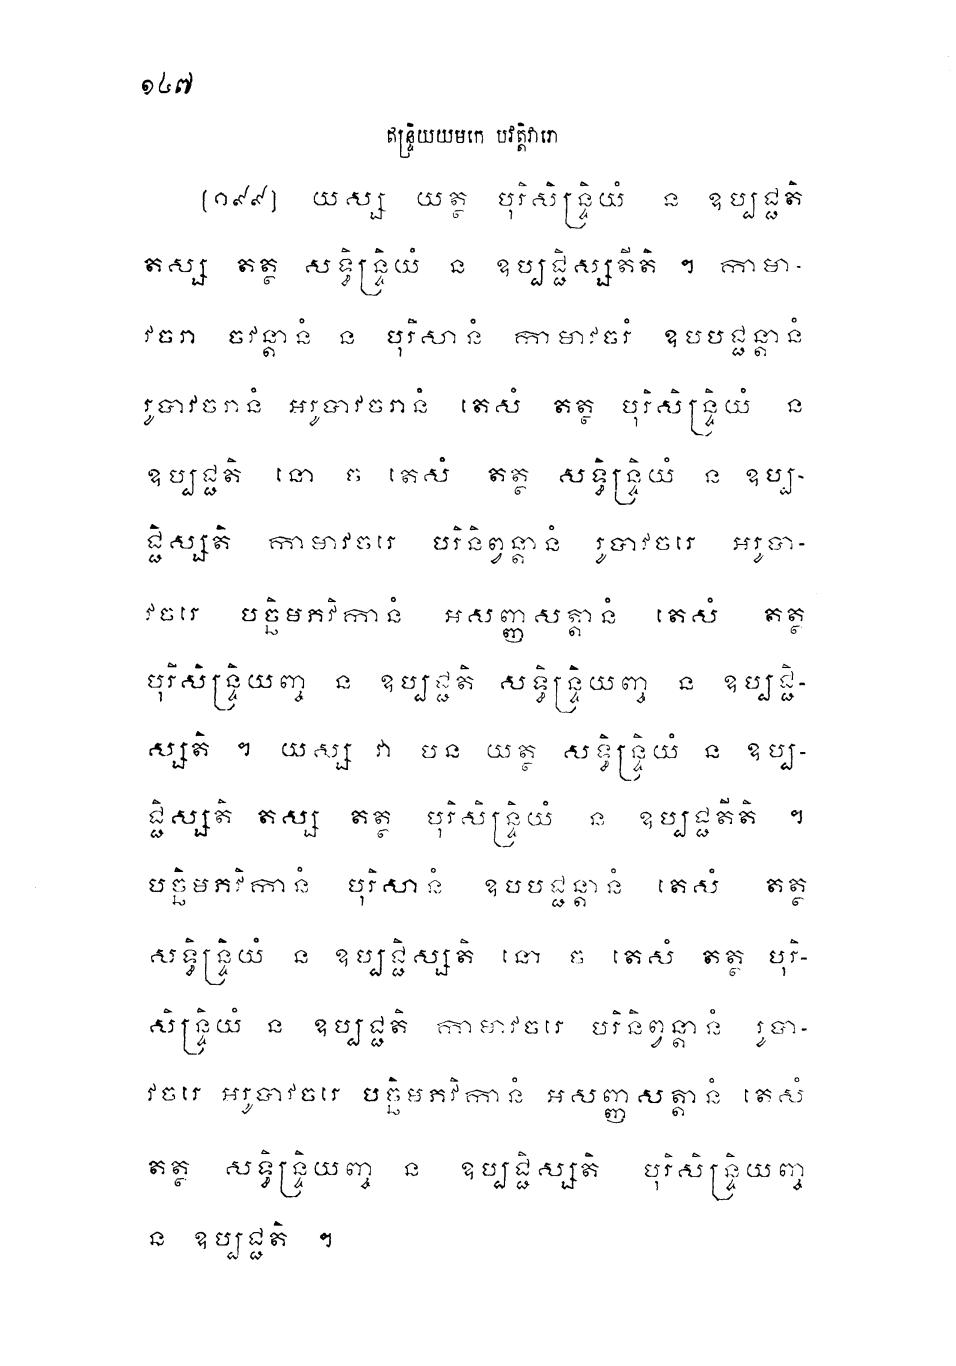 ១៤៧
ឥន្ទ្រិយយមកេ បវត្តិវារោ
[១៩៩] យស្ស យត្ថ បុរិសិន្ទ្រិយំ ន ឧប្បជ្ជតិ
តស្ស តត្ថ សទ្ធិន្ទ្រិយំ ន ឧប្បជ្ជិស្សតីតិ ។ កាមា-
វចរា ចវន្តានំ ន បុរិសានំ កាមាវចរំ ឧបបជ្ជន្តានំ
រូបាវចរានំ អរូបាវចរានំ តេសំ តត្ថ បុរិសិន្ទ្រិយំ ន
ឧប្បជ្ជតិ នោ ច តេសំ តត្ថ សទ្ធិន្ទ្រិយំ ន ឧប្ប-
ជ្ជិស្សតិ កាមាវចរេ បរិនិព្វន្តានំ រូបាវចរេ អរូបា-
វចរេ បច្ឆិមភវិកានំ អសញ្ញសត្តានំ តេសំ តត្ថ
បុរិសិន្ទ្រិយញ្ច ន ឧប្បជ្ជតិ សទ្ធិន្ទ្រិយញ្ច ន ឧប្បជ្ជិ-
ស្សតិ ។ យស្ស វា បន យត្ថ សទ្ធិន្ទ្រិយំ ន ឧប្ប-
ជ្ជិស្សតិ តស្ស តត្ថ បុរិសិន្ទ្រិយំ ន ឧប្បជ្ជតីតិ ។
បច្ឆិមភវិកានំ បុរិសានំ ឧបបជ្ជន្តានំ តេសំ តត្ថ
សទ្ធិន្ទ្រិយំ ន ឧប្បជ្ជិស្សតិ នោ ច តេសំ តត្ថ បុរិ-
សិន្ទ្រិយំ ន ឧប្បជ្ជតិ កាមាវចរេ បរិនិព្វន្តានំ រូបា-
វចរេ អរូបាវចរេ បច្ឆិមភវិកានំ អសញ្ញសត្តានំ តេសំ
តត្ថ សទ្ធិន្ទ្រិយញ្ច ន ឧប្បជ្ជិស្សតិ បុរិសិន្ទ្រិយញ្ច
ន ឧប្បជ្ជតិ ។